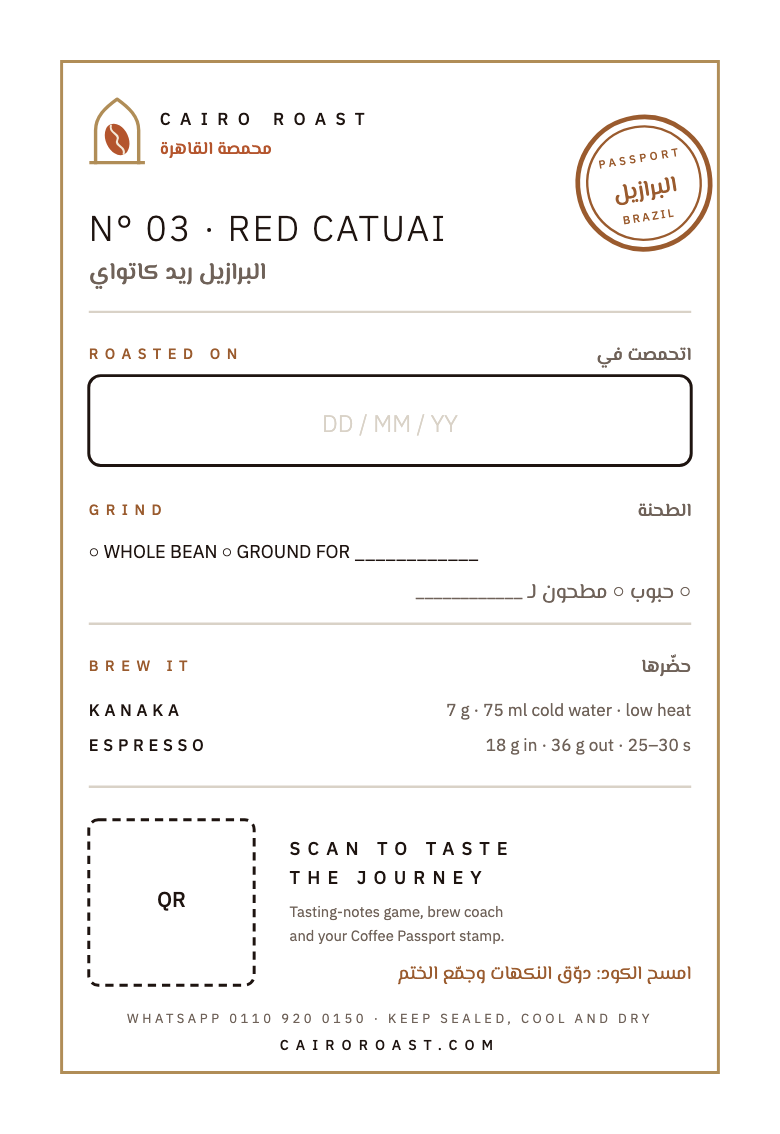 CAIRO ROAST
محمصة القاهرة
PASSPORT
البرازيل
BRAZIL
N° 03 · RED CATUAI
البرازيل ريد كاتواي
ROASTED ON
اتحمصت في
DD / MM / YY
GRIND
الطحنة
○ WHOLE BEAN ○ GROUND FOR ____________
○ حبوب ○ مطحون لـ ____________
BREW IT
حضّرها
KANAKA
7 g · 75 ml cold water · low heat
ESPRESSO
18 g in · 36 g out · 25–30 s
QR
SCAN TO TASTE
THE JOURNEY
Tasting-notes game, brew coach
and your Coffee Passport stamp.
امسح الكود: دوّق النكهات وجمّع الختم
WHATSAPP 0110 920 0150 · KEEP SEALED, COOL AND DRY
CAIROROAST.COM